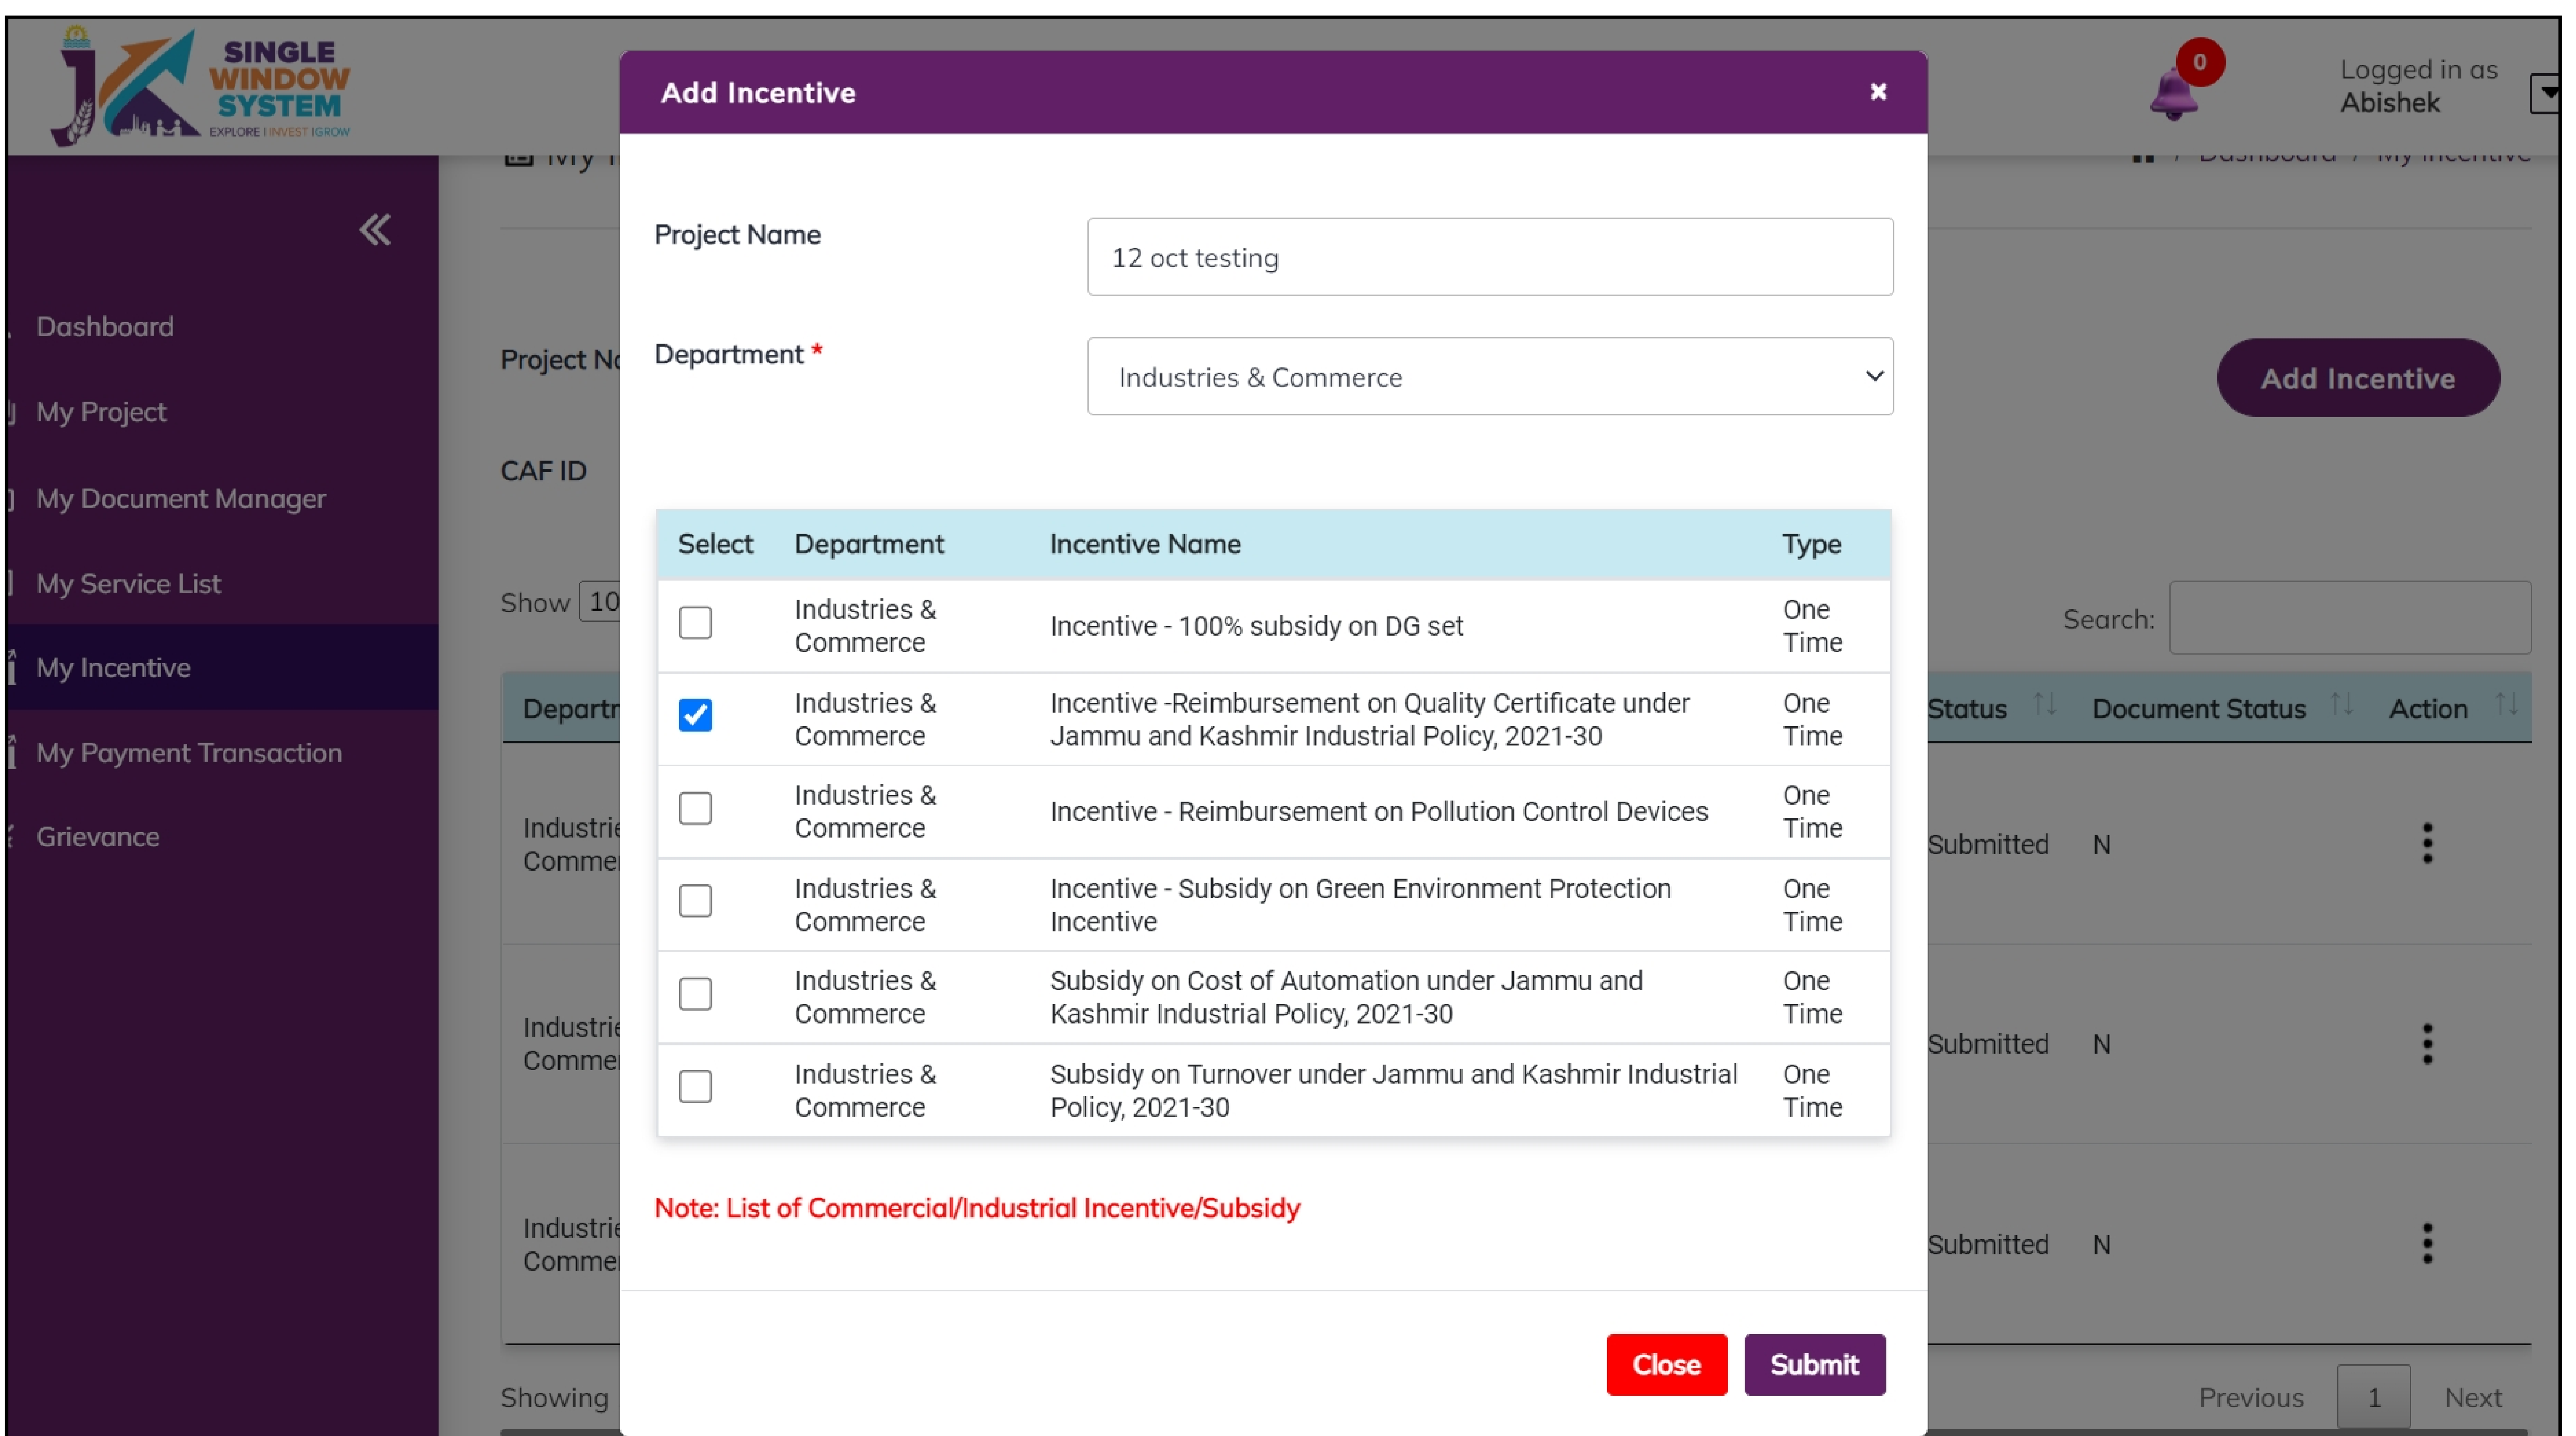 SINGLE
WINDOW
SYSTEM
EXPLORE I INVEST I GROW
0
Logged in as
Abishek
Dashboard
My Project
My Document Manager
My Service List
My Incentive
My Payment Transaction
Grievance
My
Dashboard / My Incentive
Project
Add Incentive
CAF ID
Show 10
Search:
Status
Document Status
Action
Submitted N
Submitted N
Submitted N
Showing
Previous 1 Next
Add Incentive ×
Project Name
12 oct testing
Department *
Industries & Commerce
Select Department Incentive Name Type
Industries &
Commerce
Incentive - 100% subsidy on DG set
One
Time
Industries &
Commerce
Incentive -Reimbursement on Quality Certificate under
Jammu and Kashmir Industrial Policy, 2021-30
One
Time
Industries &
Commerce
Incentive - Reimbursement on Pollution Control Devices
One
Time
Industries &
Commerce
Incentive - Subsidy on Green Environment Protection
Incentive
One
Time
Industries &
Commerce
Subsidy on Cost of Automation under Jammu and
Kashmir Industrial Policy, 2021-30
One
Time
Industries &
Commerce
Subsidy on Turnover under Jammu and Kashmir Industrial
Policy, 2021-30
One
Time
Note: List of Commercial/Industrial Incentive/Subsidy
Close
Submit